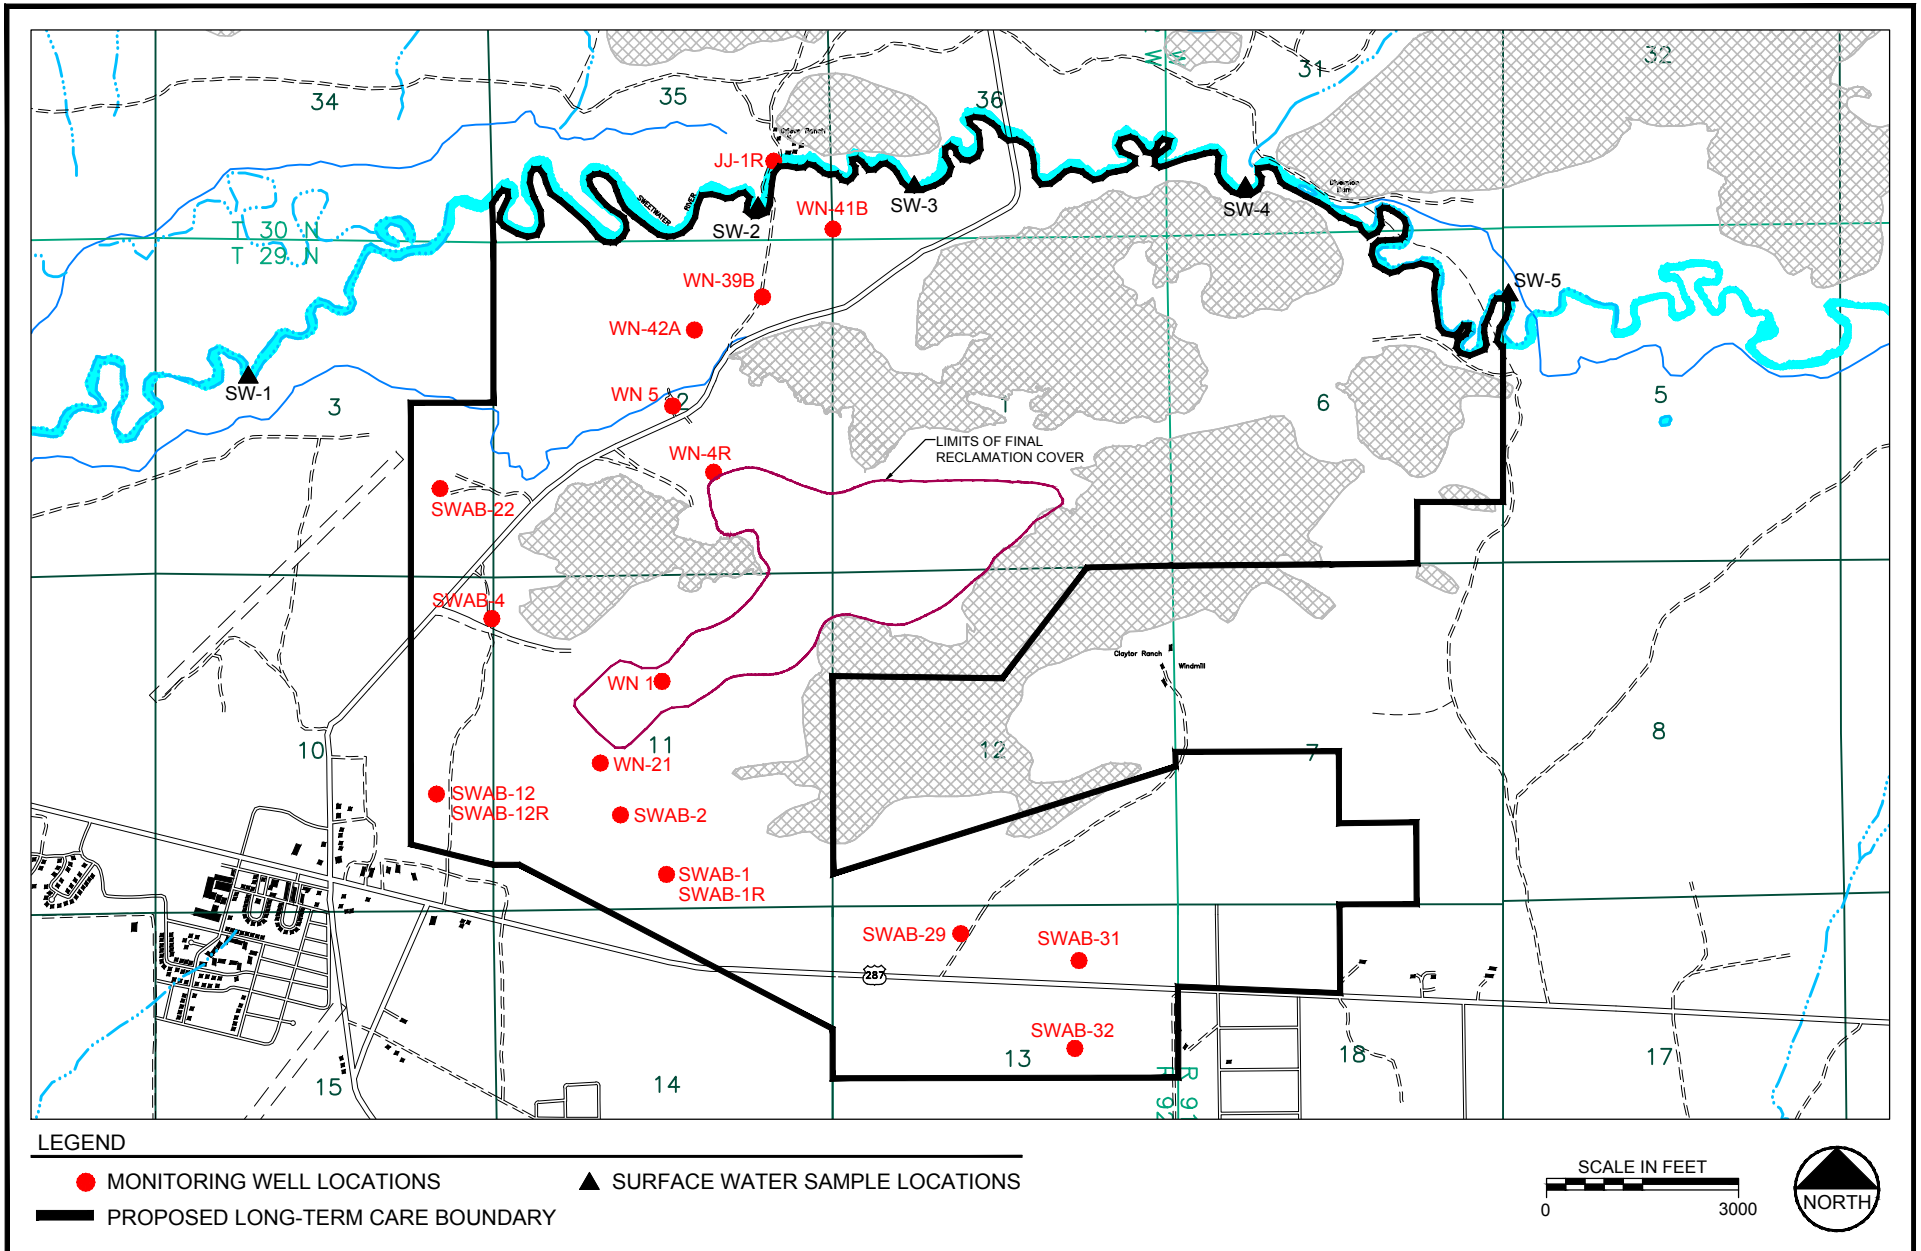 34
35
36
31
32
JJ-1R
SWEETWATER
RIVER
WN-41B
SW-2
SW-3
SW-4
T 30 N
T 29 N
WN-39B
SW-5
WN-42A
SW-1
3
WN 5
2
1
6
5
LIMITS OF FINAL
RECLAMATION COVER
WN-4R
SWAB-22
SWAB-4
Claytor Ranch
Windmill
WN 1
10
11
12
7
8
WN-21
SWAB-12
SWAB-12R
SWAB-2
SWAB-1
SWAB-1R
SWAB-29
SWAB-31
287
SWAB-32
15
14
13
18
17
LEGEND
MONITORING WELL LOCATIONS
SURFACE WATER SAMPLE LOCATIONS
PROPOSED LONG-TERM CARE BOUNDARY
SCALE IN FEET
0
3000
NORTH